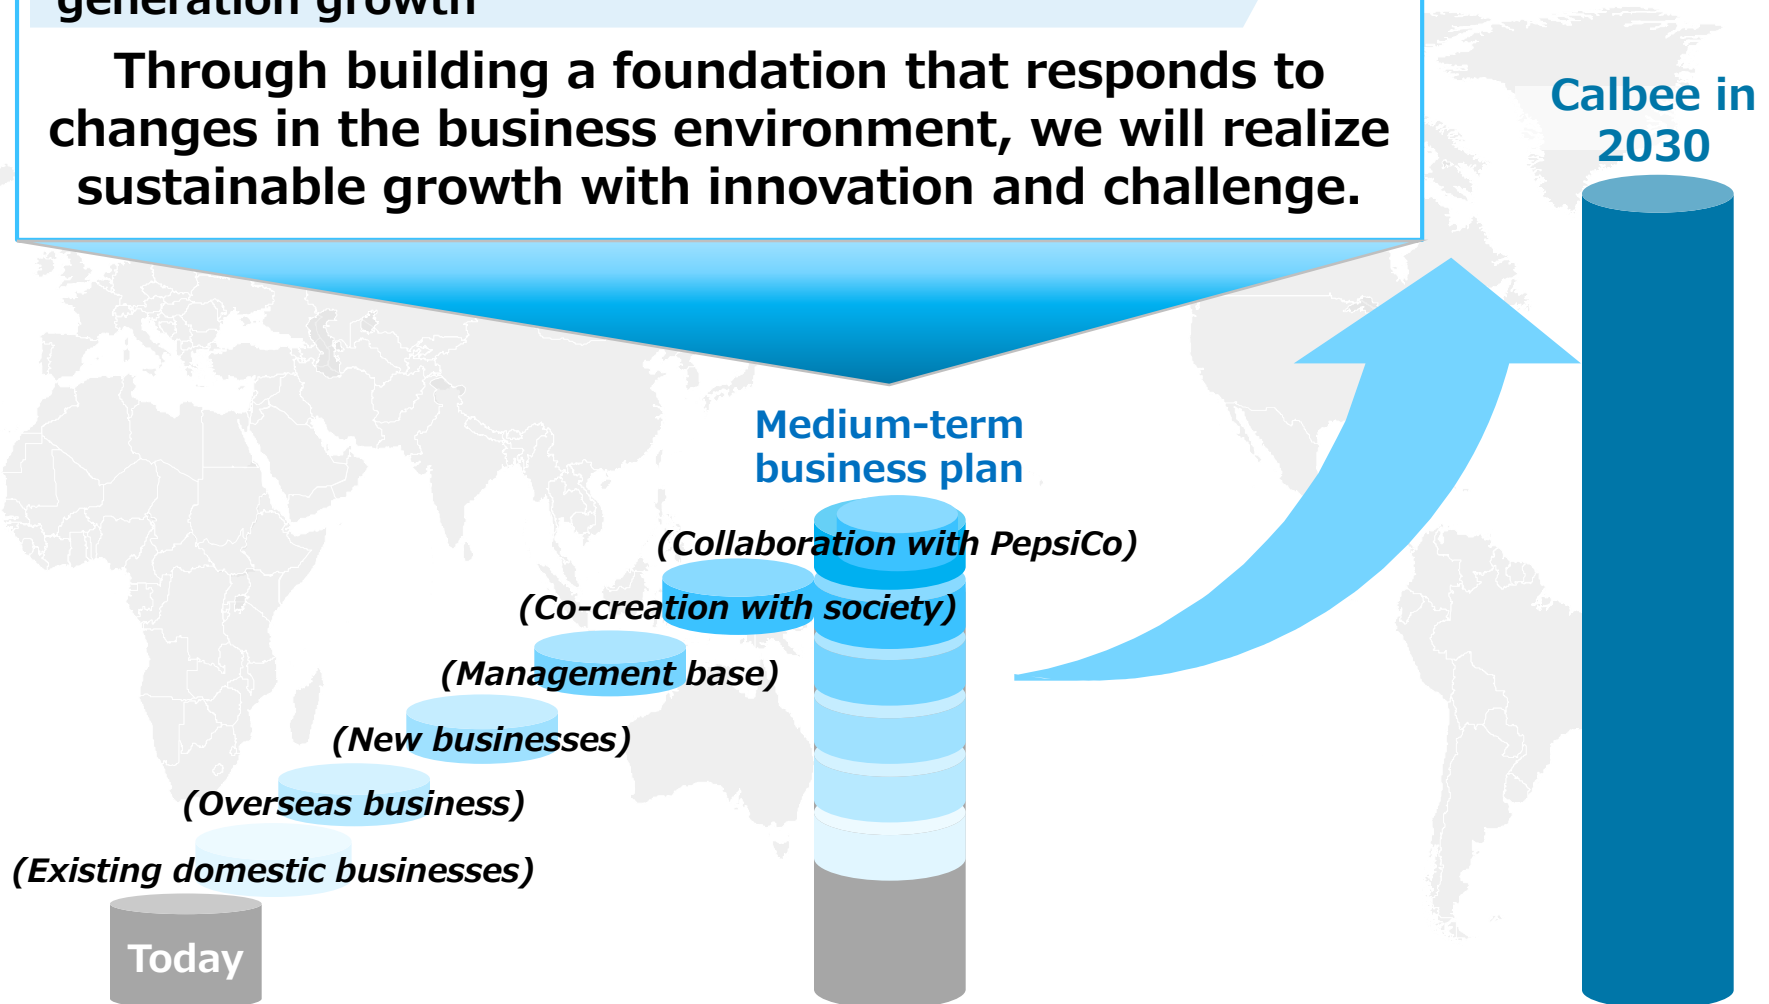 generation growth
Through building a foundation that responds to
changes in the business environment, we will realize
sustainable growth with innovation and challenge.
Calbee in
2030
Medium-term
business plan
(Collaboration with PepsiCo)
(Co-creation with society)
(Management base)
(New businesses)
(Overseas business)
(Existing domestic businesses)
Today